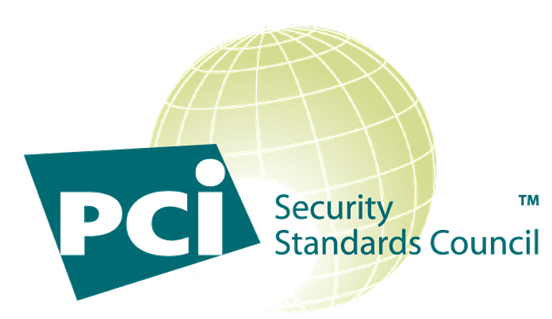 PCi
Security ™
Standards Council